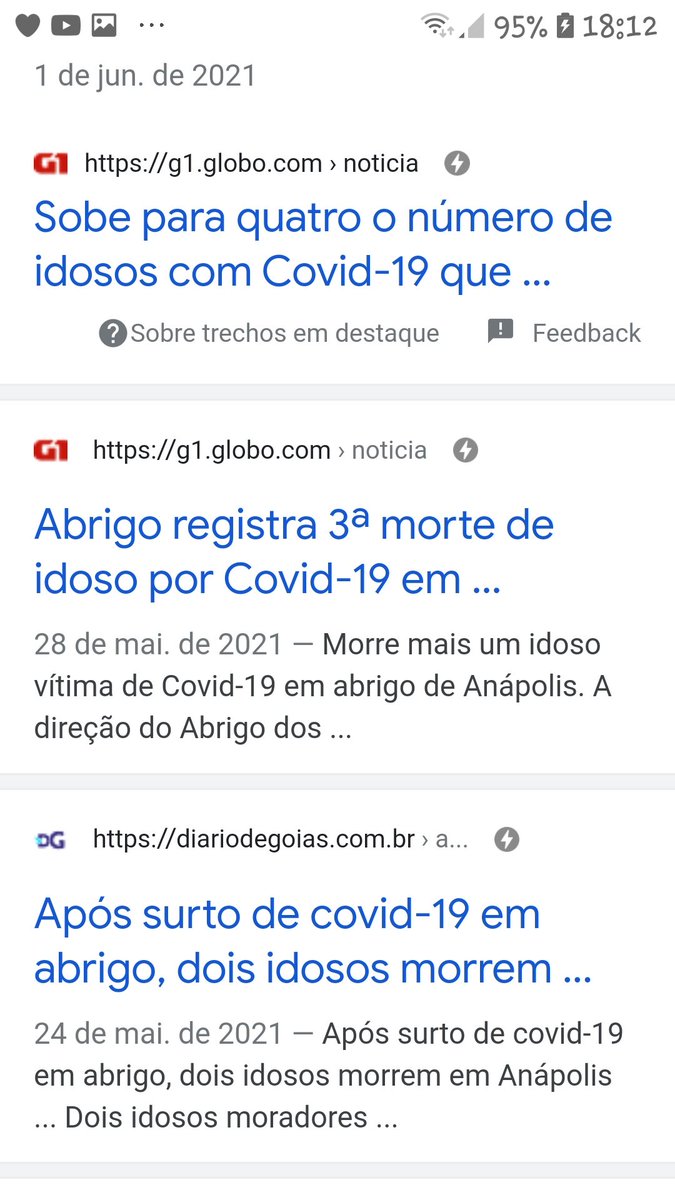 95% 18:12
1 de jun. de 2021
G1 https://g1.globo.com › noticia
Sobe para quatro o número de
idosos com Covid-19 que ...
Sobre trechos em destaque Feedback
G1 https://g1.globo.com › noticia
Abrigo registra 3ª morte de
idoso por Covid-19 em ...
28 de mai. de 2021 — Morre mais um idoso
vítima de Covid-19 em abrigo de Anápolis. A
direção do Abrigo dos ...
DG https://diariodegoias.com.br › a...
Após surto de covid-19 em
abrigo, dois idosos morrem ...
24 de mai. de 2021 — Após surto de covid-19
em abrigo, dois idosos morrem em Anápolis
... Dois idosos moradores ...